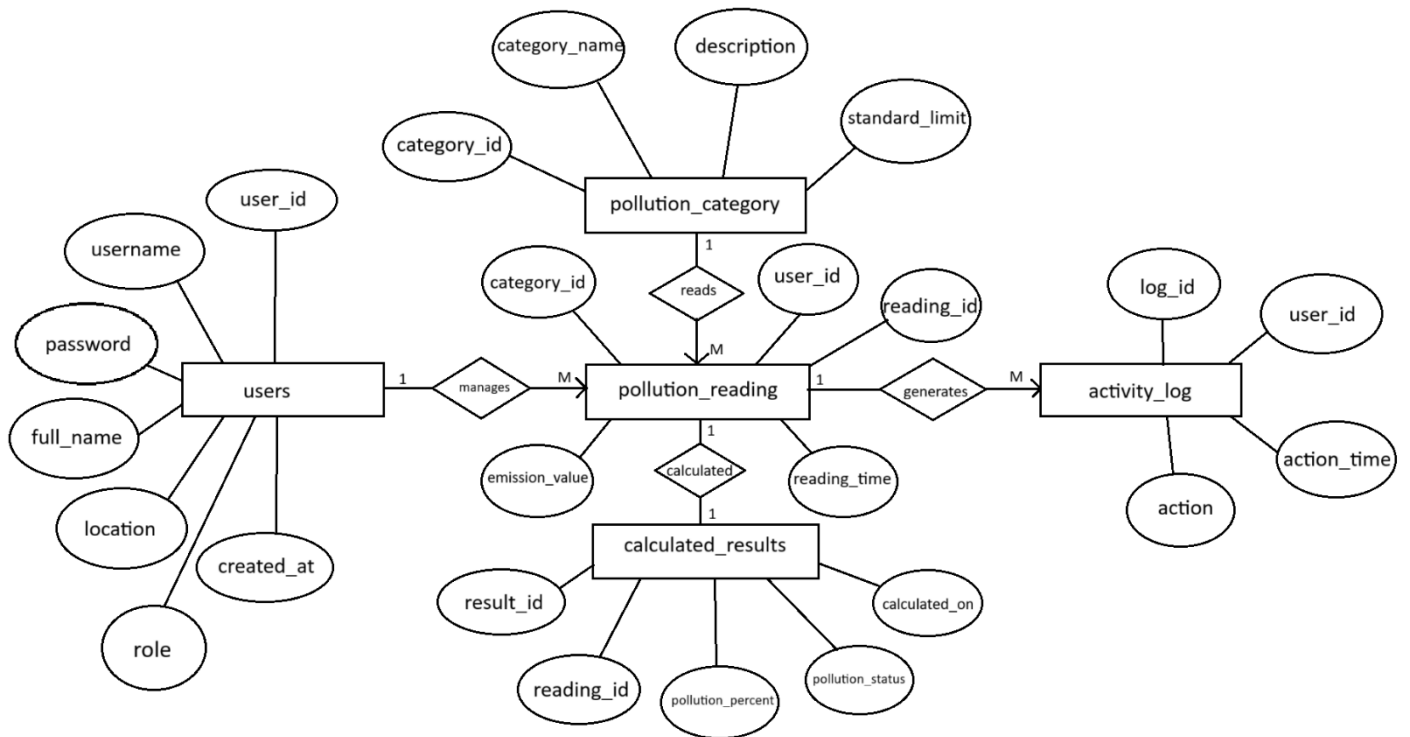 category_name
description
standard_limit
category_id
pollution_category
user_id
username
1
category_id
reads
user_id
log_id
reading_id
user_id
password
M
users
1
manages
M
pollution_reading
1
generates
M
activity_log
full_name
1
emission_value
calculated
reading_time
action_time
location
1
action
calculated_results
created_at
result_id
calculated_on
role
reading_id
pollution_percent
pollution_status